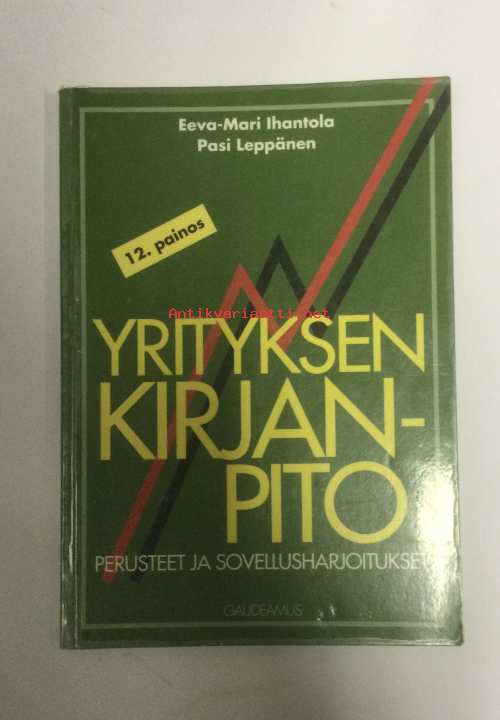 Eeva-Mari Ihantola
Pasi Leppänen
12. painos
Antikvariaatti.net
YRITYKSEN
KIRJAN-
PITO
PERUSTEET JA SOVELLUSHARJOITUKSET
GAUDEAMUS